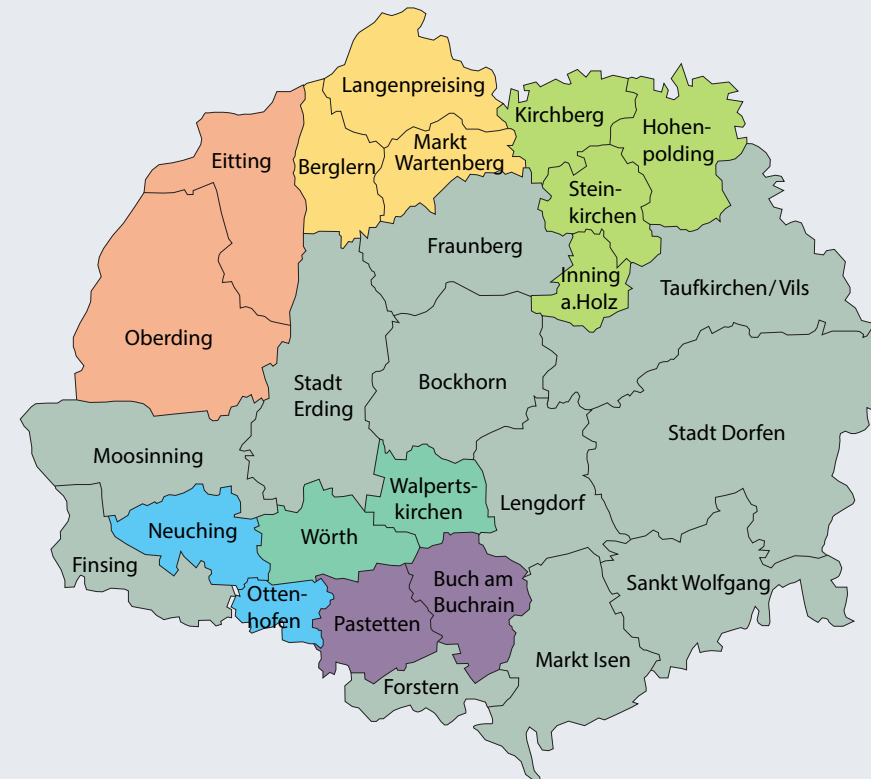 Langenpreising
Kirchberg
Hohen-
polding
Eitting
Berglern
Markt
Wartenberg
Stein-
kirchen
Fraunberg
Inning
a.Holz
Taufkirchen/Vils
Oberding
Stadt
Erding
Bockhorn
Stadt Dorfen
Moosinning
Walperts-
kirchen
Lengdorf
Neuching
Wörth
Finsing
Buch am
Buchrain
Sankt Wolfgang
Otten-
hofen
Pastetten
Markt Isen
Forstern